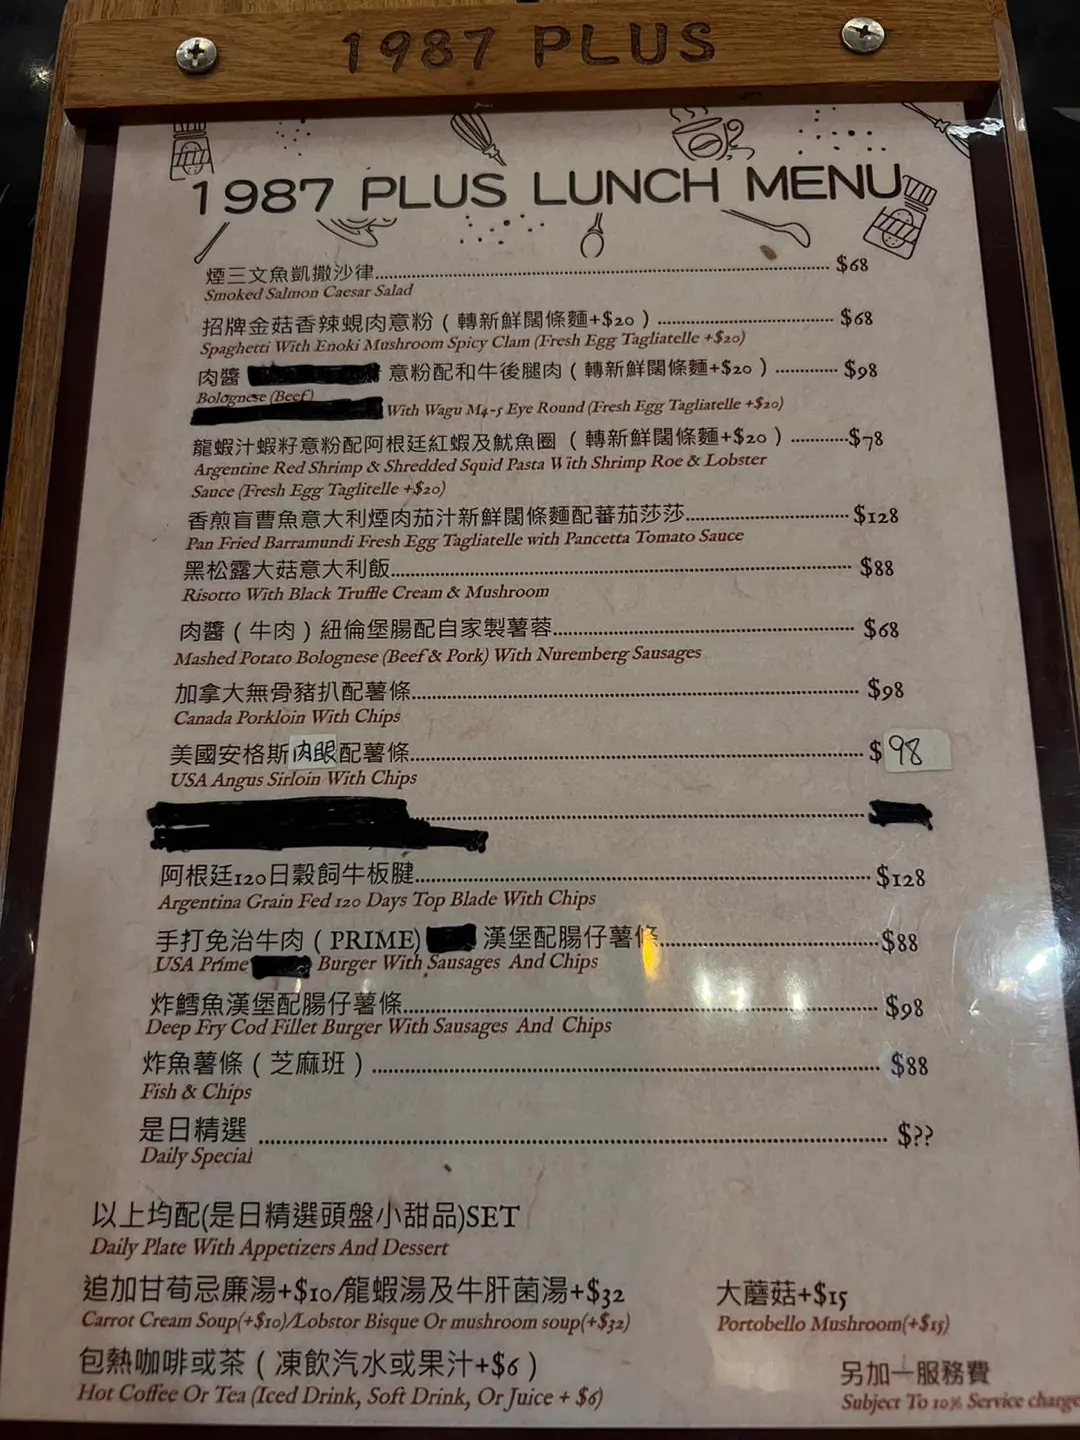 1987 PLUS
1987 PLUS LUNCH MENU
煙三文魚凱撒沙律 $68
Smoked Salmon Caesar Salad
招牌金菇香辣蜆肉意粉（轉新鮮闊條麵+$20） $68
Spaghetti With Enoki Mushroom Spicy Clam (Fresh Egg Tagliatelle +$20)
肉醬 意粉配和牛後腿肉（轉新鮮闊條麵+$20） $98
Bolognese (Beef)
With Wagu M4-5 Eye Round (Fresh Egg Tagliatelle +$20)
龍蝦汁蝦籽意粉配阿根廷紅蝦及魷魚圈（轉新鮮闊條麵+$20） $78
Argentine Red Shrimp & Shredded Squid Pasta With Shrimp Roe & Lobster
Sauce (Fresh Egg Taglitelle +$20)
香煎盲曹魚意大利煙肉茄汁新鮮闊條麵配蕃茄莎莎 $128
Pan Fried Barramundi Fresh Egg Tagliatelle with Pancetta Tomato Sauce
黑松露大菇意大利飯 $88
Risotto With Black Truffle Cream & Mushroom
肉醬（牛肉）紐倫堡腸配自家製薯蓉 $68
Mashed Potato Bolognese (Beef & Pork) With Nuremberg Sausages
加拿大無骨豬扒配薯條 $98
Canada Porkloin With Chips
美國安格斯肉眼配薯條 $98
USA Angus Sirloin With Chips
阿根廷120日穀飼牛板腱 $128
Argentina Grain Fed 120 Days Top Blade With Chips
手打免治牛肉（PRIME) 漢堡配腸仔薯條 $88
USA Prime Burger With Sausages And Chips
炸鱈魚漢堡配腸仔薯條 $98
Deep Fry Cod Fillet Burger With Sausages And Chips
炸魚薯條（芝麻班） $88
Fish & Chips
是日精選 $??
Daily Special
以上均配(是日精選頭盤小甜品)SET
Daily Plate With Appetizers And Dessert
追加甘荀忌廉湯+$10/龍蝦湯及牛肝菌湯+$32 大蘑菇+$15
Carrot Cream Soup(+$10)/Lobstor Bisque Or mushroom soup(+$32) Portobello Mushroom(+$15)
包熱咖啡或茶（凍飲汽水或果汁+$6） 另加一服務費
Hot Coffee Or Tea (Iced Drink, Soft Drink, Or Juice + $6) Subject To 10% Service charge